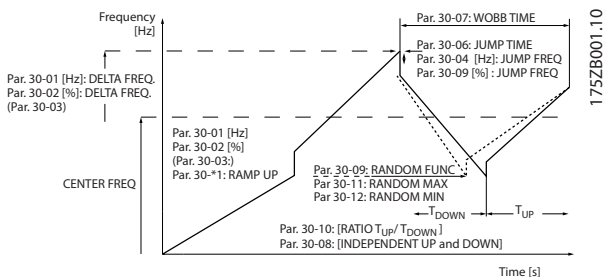 Frequency
[Hz]
Par. 30-07: WOBB TIME
Par. 30-06: JUMP TIME
Par. 30-04 [Hz]: JUMP FREQ
Par. 30-09 [%] : JUMP FREQ
175ZB001.10
Par. 30-01 [Hz]: DELTA FREQ.
Par. 30-02 [%]: DELTA FREQ.
(Par. 30-03)
Par. 30-01 [Hz]
Par. 30-02 [%]
(Par. 30-03:)
Par. 30-*1: RAMP UP
CENTER FREQ
Par. 30-09: RANDOM FUNC
Par 30-11: RANDOM MAX
Par 30-12: RANDOM MIN
TDOWN
TUP
Par. 30-10: [RATIO TUP/ TDOWN]
Par. 30-08: [INDEPENDENT UP and DOWN]
Time [s]